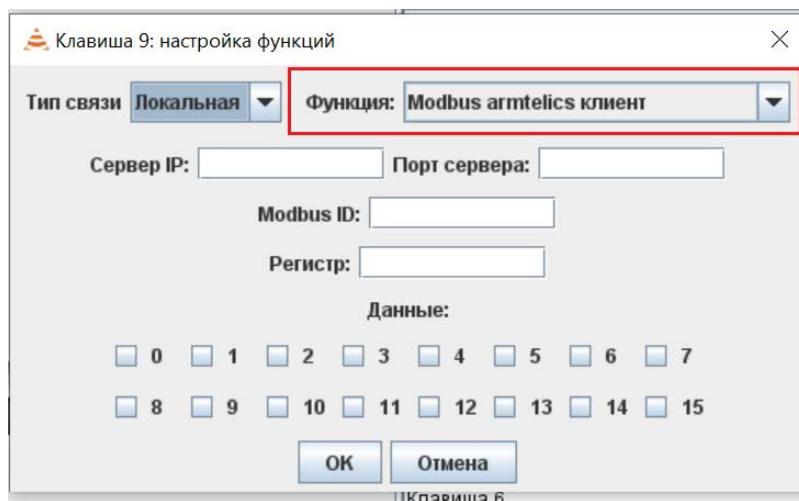 Клавиша 9: настройка функций
Тип связи Локальная Функция: Modbus armtelics клиент
Сервер IP: Порт сервера:
Modbus ID:
Регистр:
Данные:
0 1 2 3 4 5 6 7
8 9 10 11 12 13 14 15
ОК Отмена
Клавиша 6